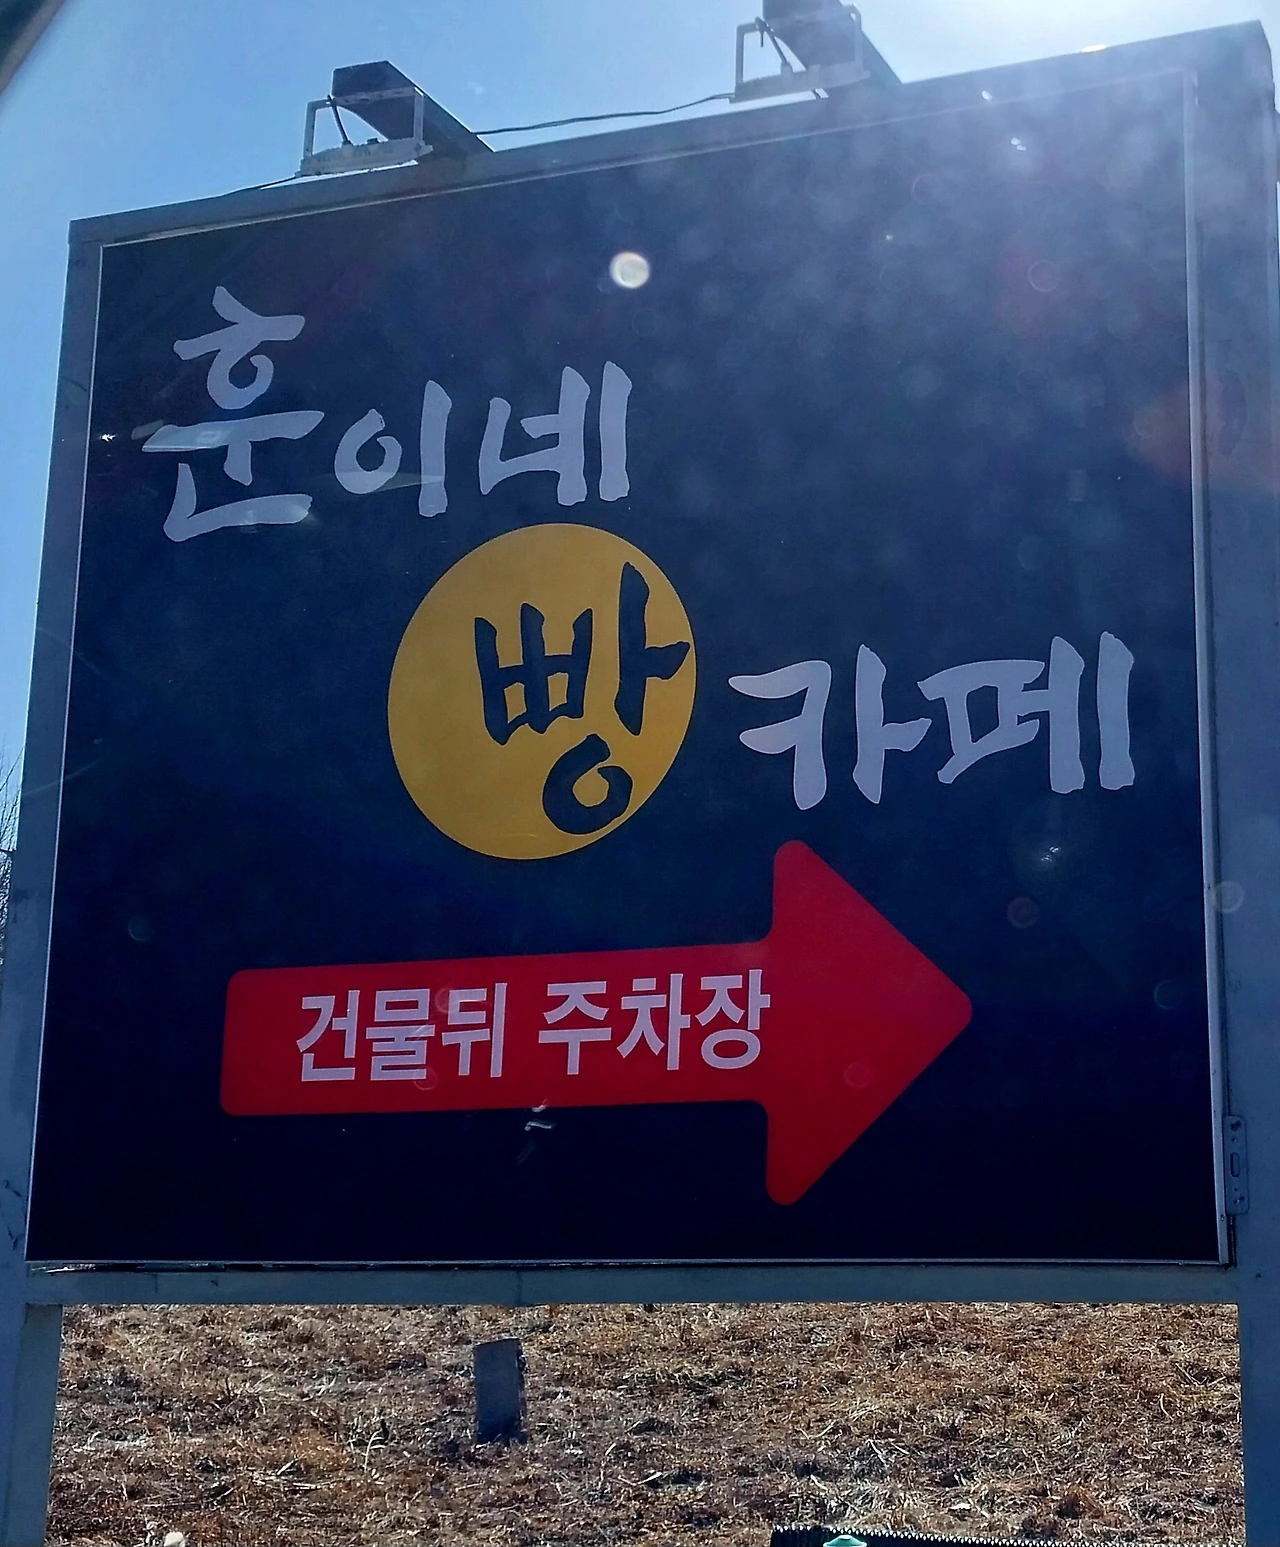 훈이네
빵 카페
건물뒤 주차장